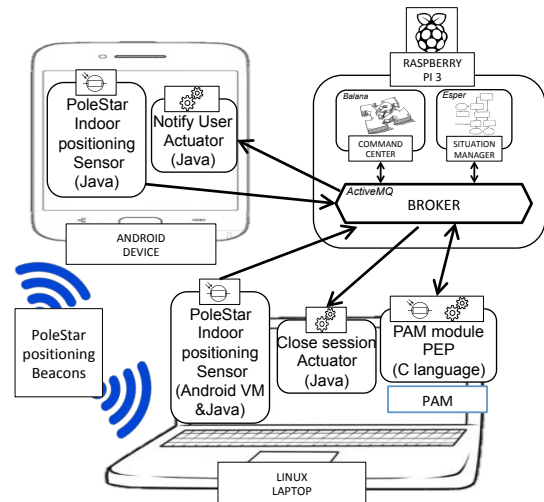 RASPBERRY
PI 3
Balana
Esper
COMMAND
CENTER
SITUATION
MANAGER
ActiveMQ
BROKER
PoleStar
Indoor
positioning
Sensor
(Java)
Notify User
Actuator
(Java)
ANDROID
DEVICE
PoleStar
positioning
Beacons
PoleStar
Indoor
positioning
Sensor
(Android VM
&Java)
Close session
Actuator
(Java)
PAM module
PEP
(C language)
PAM
LINUX
LAPTOP